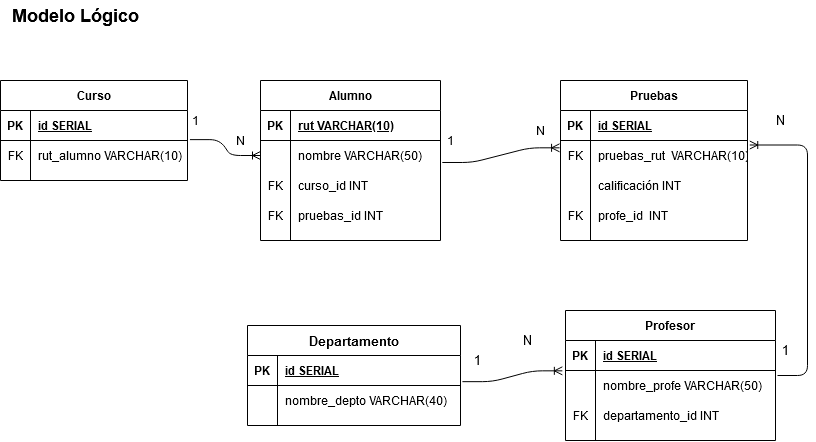 Modelo Lógico
Curso
PK id SERIAL
FK rut_alumno VARCHAR(10)
1
N
Alumno
PK rut VARCHAR(10)
nombre VARCHAR(50)
FK curso_id INT
FK pruebas_id INT
1
N
Pruebas
PK id SERIAL
FK pruebas_rut VARCHAR(10)
calificación INT
FK profe_id INT
N
Departamento
PK id SERIAL
nombre_depto VARCHAR(40)
1
N
Profesor
PK id SERIAL
nombre_profe VARCHAR(50)
FK departamento_id INT
1